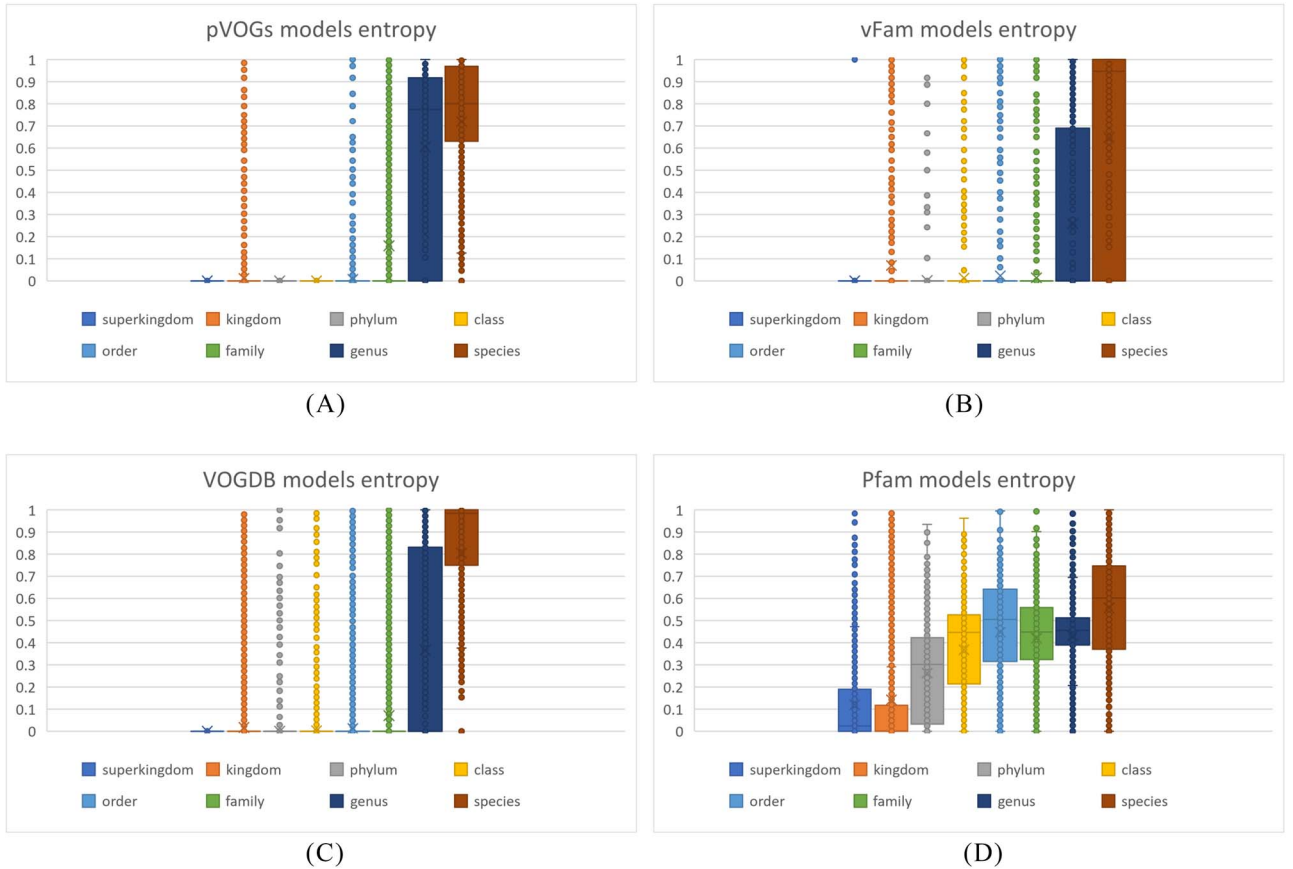 pVOGs models entropy
1
0.9
0.8
0.7
0.6
0.5
0.4
0.3
0.2
0.1
0
superkingdom kingdom phylum class
order family genus species
(A)
vFam models entropy
1
0.9
0.8
0.7
0.6
0.5
0.4
0.3
0.2
0.1
0
superkingdom kingdom phylum class
order family genus species
(B)
VOGDB models entropy
1
0.9
0.8
0.7
0.6
0.5
0.4
0.3
0.2
0.1
0
superkingdom kingdom phylum class
order family genus species
(C)
Pfam models entropy
1
0.9
0.8
0.7
0.6
0.5
0.4
0.3
0.2
0.1
0
superkingdom kingdom phylum class
order family genus species
(D)